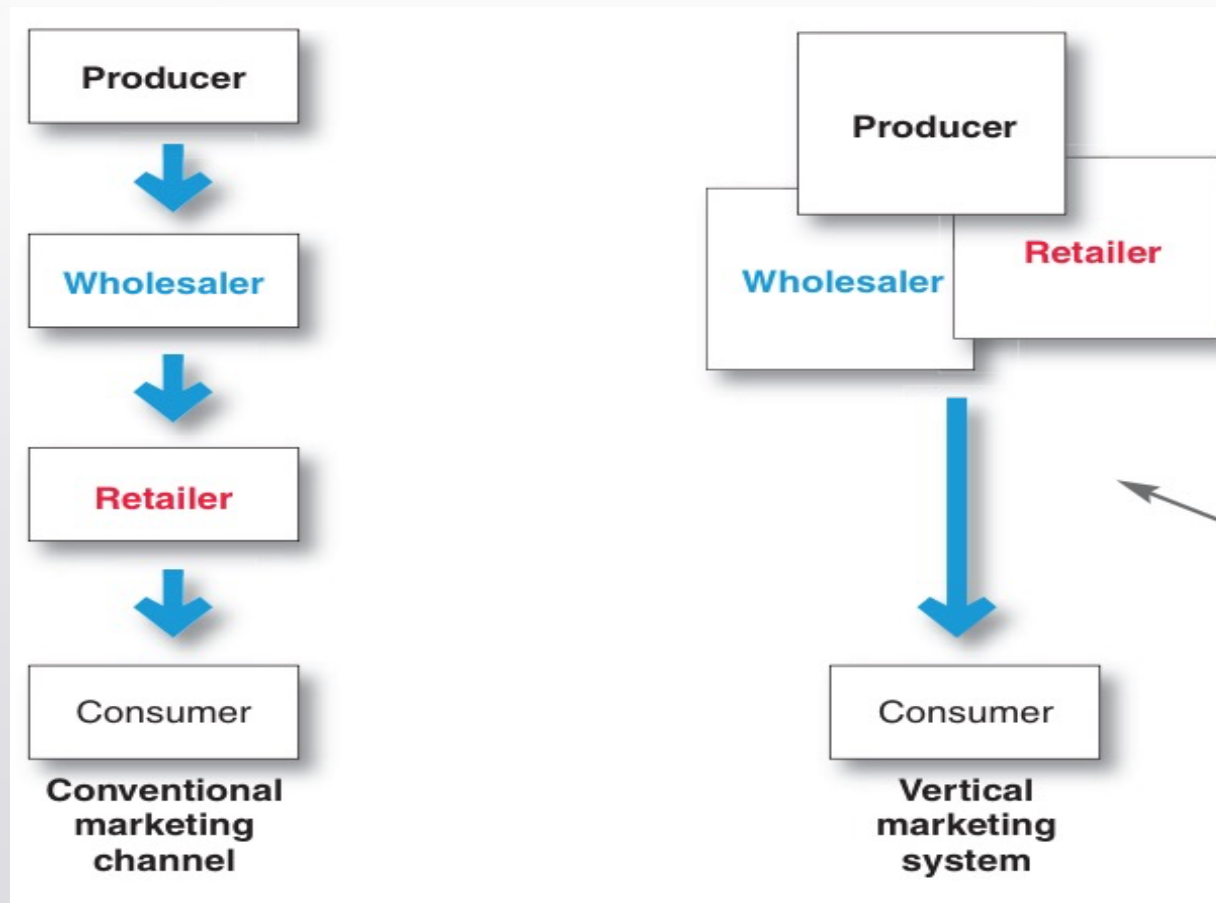 Producer
Wholesaler
Retailer
Consumer
Conventional
marketing
channel
Producer
Wholesaler
Retailer
Consumer
Vertical
marketing
system